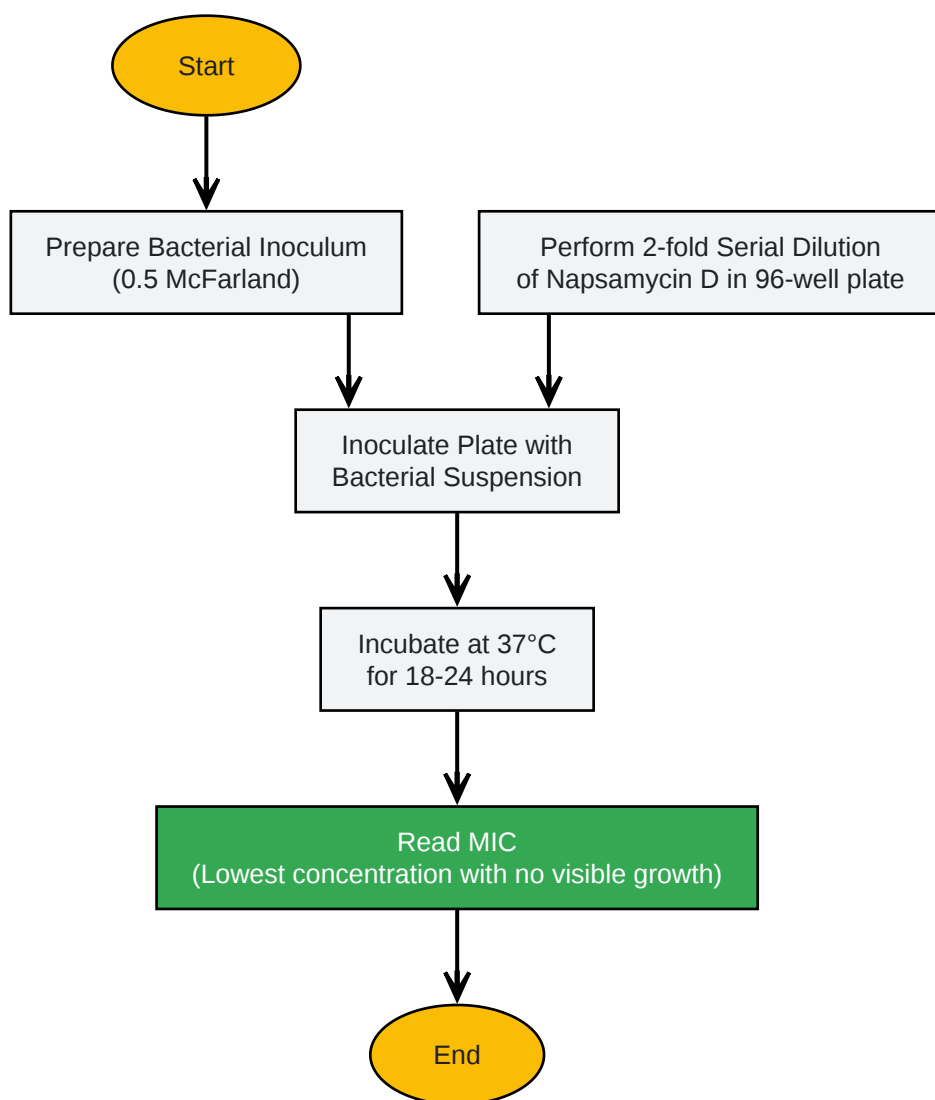 Start
Prepare Bacterial Inoculum
(0.5 McFarland)
Perform 2-fold Serial Dilution
of Napsamycin D in 96-well plate
Inoculate Plate with
Bacterial Suspension
Incubate at 37°C
for 18-24 hours
Read MIC
(Lowest concentration with no visible growth)
End